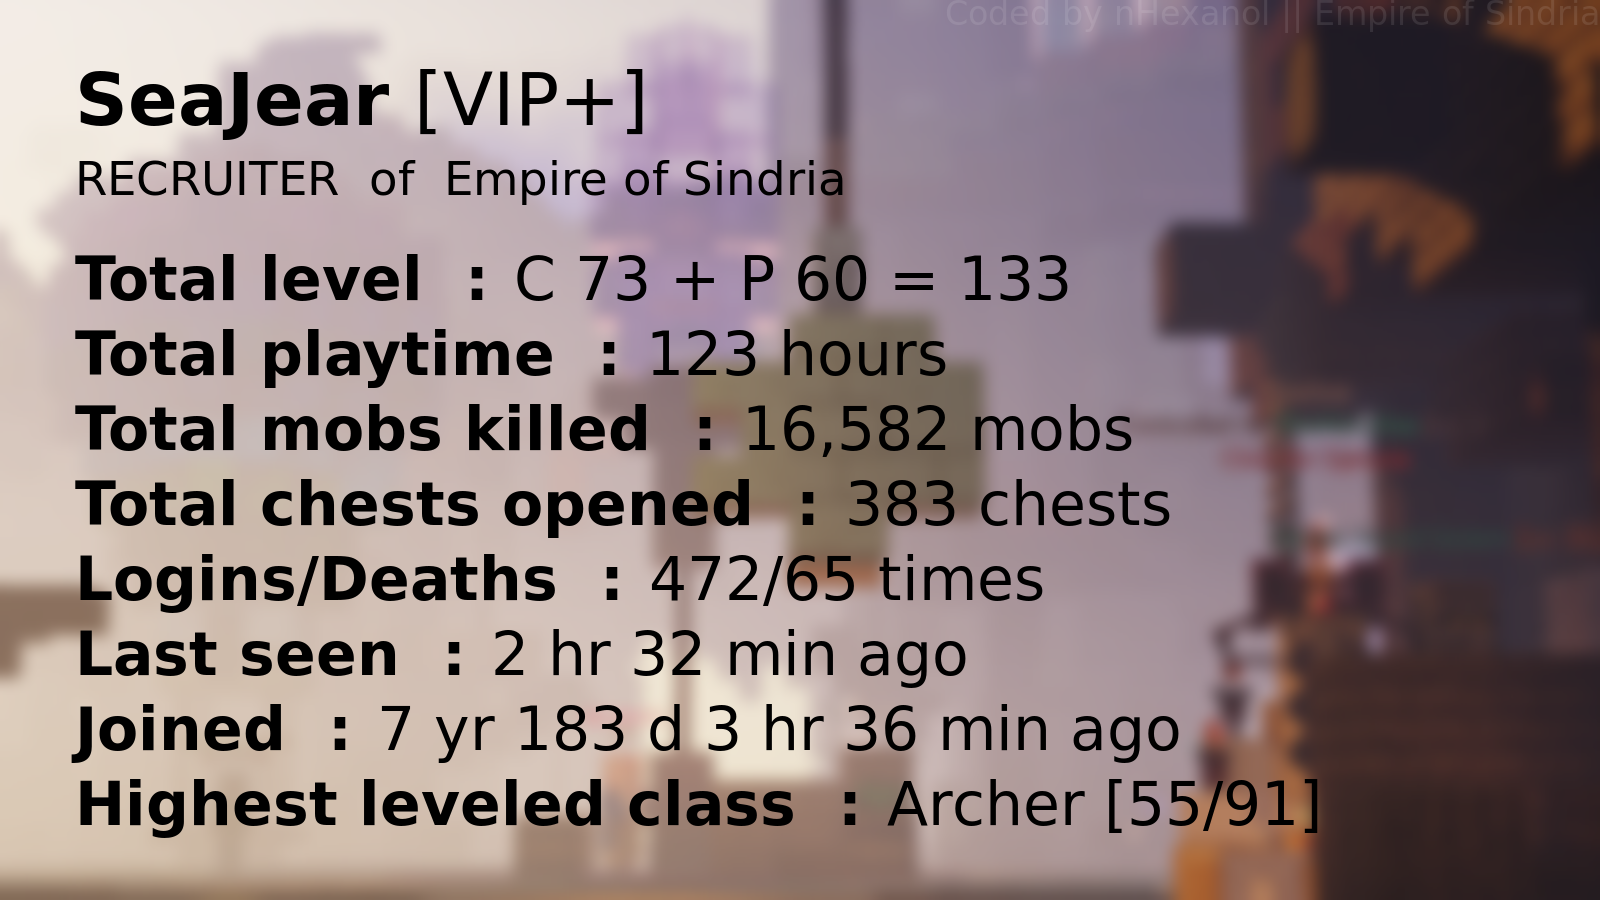 Coded by nHexanol || Empire of Sindria
SeaJear [VIP+]
RECRUITER of Empire of Sindria
Total level : C 73 + P 60 = 133
Total playtime : 123 hours
Total mobs killed : 16,582 mobs
Total chests opened : 383 chests
Logins/Deaths : 472/65 times
Last seen : 2 hr 32 min ago
Joined : 7 yr 183 d 3 hr 36 min ago
Highest leveled class : Archer [55/91]